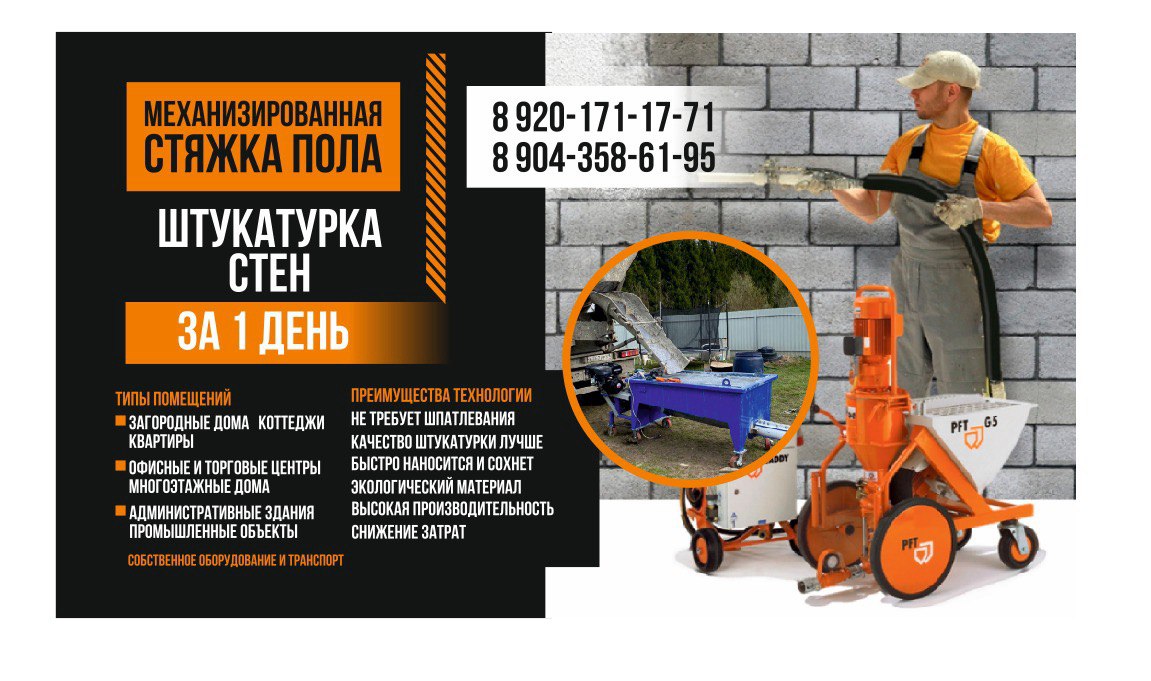 МЕХАНИЗИРОВАННАЯ
СТЯЖКА ПОЛА
ШТУКАТУРКА
СТЕН
ЗА 1 ДЕНЬ
8 920-171-17-71
8 904-358-61-95
ТИПЫ ПОМЕЩЕНИЙ
ЗАГОРОДНЫЕ ДОМА КОТТЕДЖИ
КВАРТИРЫ
ОФИСНЫЕ И ТОРГОВЫЕ ЦЕНТРЫ
МНОГОЭТАЖНЫЕ ДОМА
АДМИНИСТРАТИВНЫЕ ЗДАНИЯ
ПРОМЫШЛЕННЫЕ ОБЪЕКТЫ
СОБСТВЕННОЕ ОБОРУДОВАНИЕ И ТРАНСПОРТ
ПРЕИМУЩЕСТВА ТЕХНОЛОГИИ
НЕ ТРЕБУЕТ ШПАТЛЕВАНИЯ
КАЧЕСТВО ШТУКАТУРКИ ЛУЧШЕ
БЫСТРО НАНОСИТСЯ И СОХНЕТ
ЭКОЛОГИЧЕСКИЙ МАТЕРИАЛ
ВЫСОКАЯ ПРОИЗВОДИТЕЛЬНОСТЬ
СНИЖЕНИЕ ЗАТРАТ
PFT G5
PFT